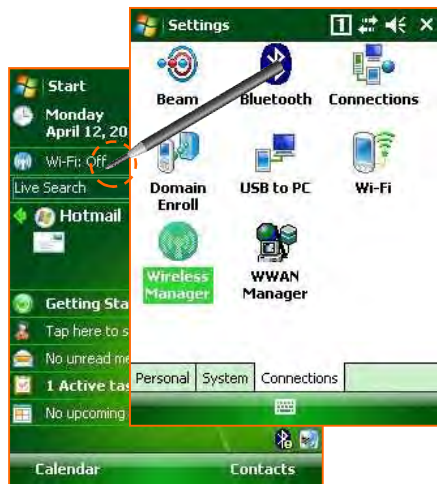 Start
Monday
April 12, 20
Wi-Fi: Off
Live Search
Hotmail
Getting Sta
Tap here to s
No unread me
1 Active tas
No upcoming
Calendar
Contacts
Settings
1
Beam
Bluetooth
Connections
Domain
Enroll
USB to PC
Wi-Fi
Wireless
Manager
WWAN
Manager
Personal
System
Connections